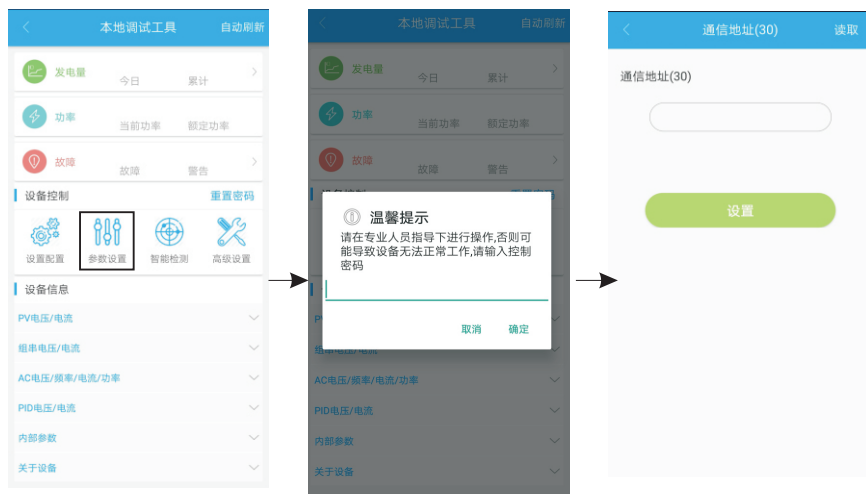 本地调试工具 自动刷新
发电量 今日 累计
功率 当前功率 额定功率
故障 故障 警告
设备控制 重置密码
设置配置 参数设置 智能检测 高级设置
设备信息
PV电压/电流
组串电压/电流
AC电压/频率/电流/功率
PID电压/电流
内部参数
关于设备
本地调试工具 自动刷新
发电量 今日 累计
功率 当前功率 额定功率
故障 故障 警告
温馨提示
请在专业人员指导下进行操作,否则可
能导致设备无法正常工作,请输入控制
密码
取消 确定
组串电压/电流
AC电压/频率/电流/功率
PID电压/电流
内部参数
关于设备
通信地址(30) 读取
通信地址(30)
设置